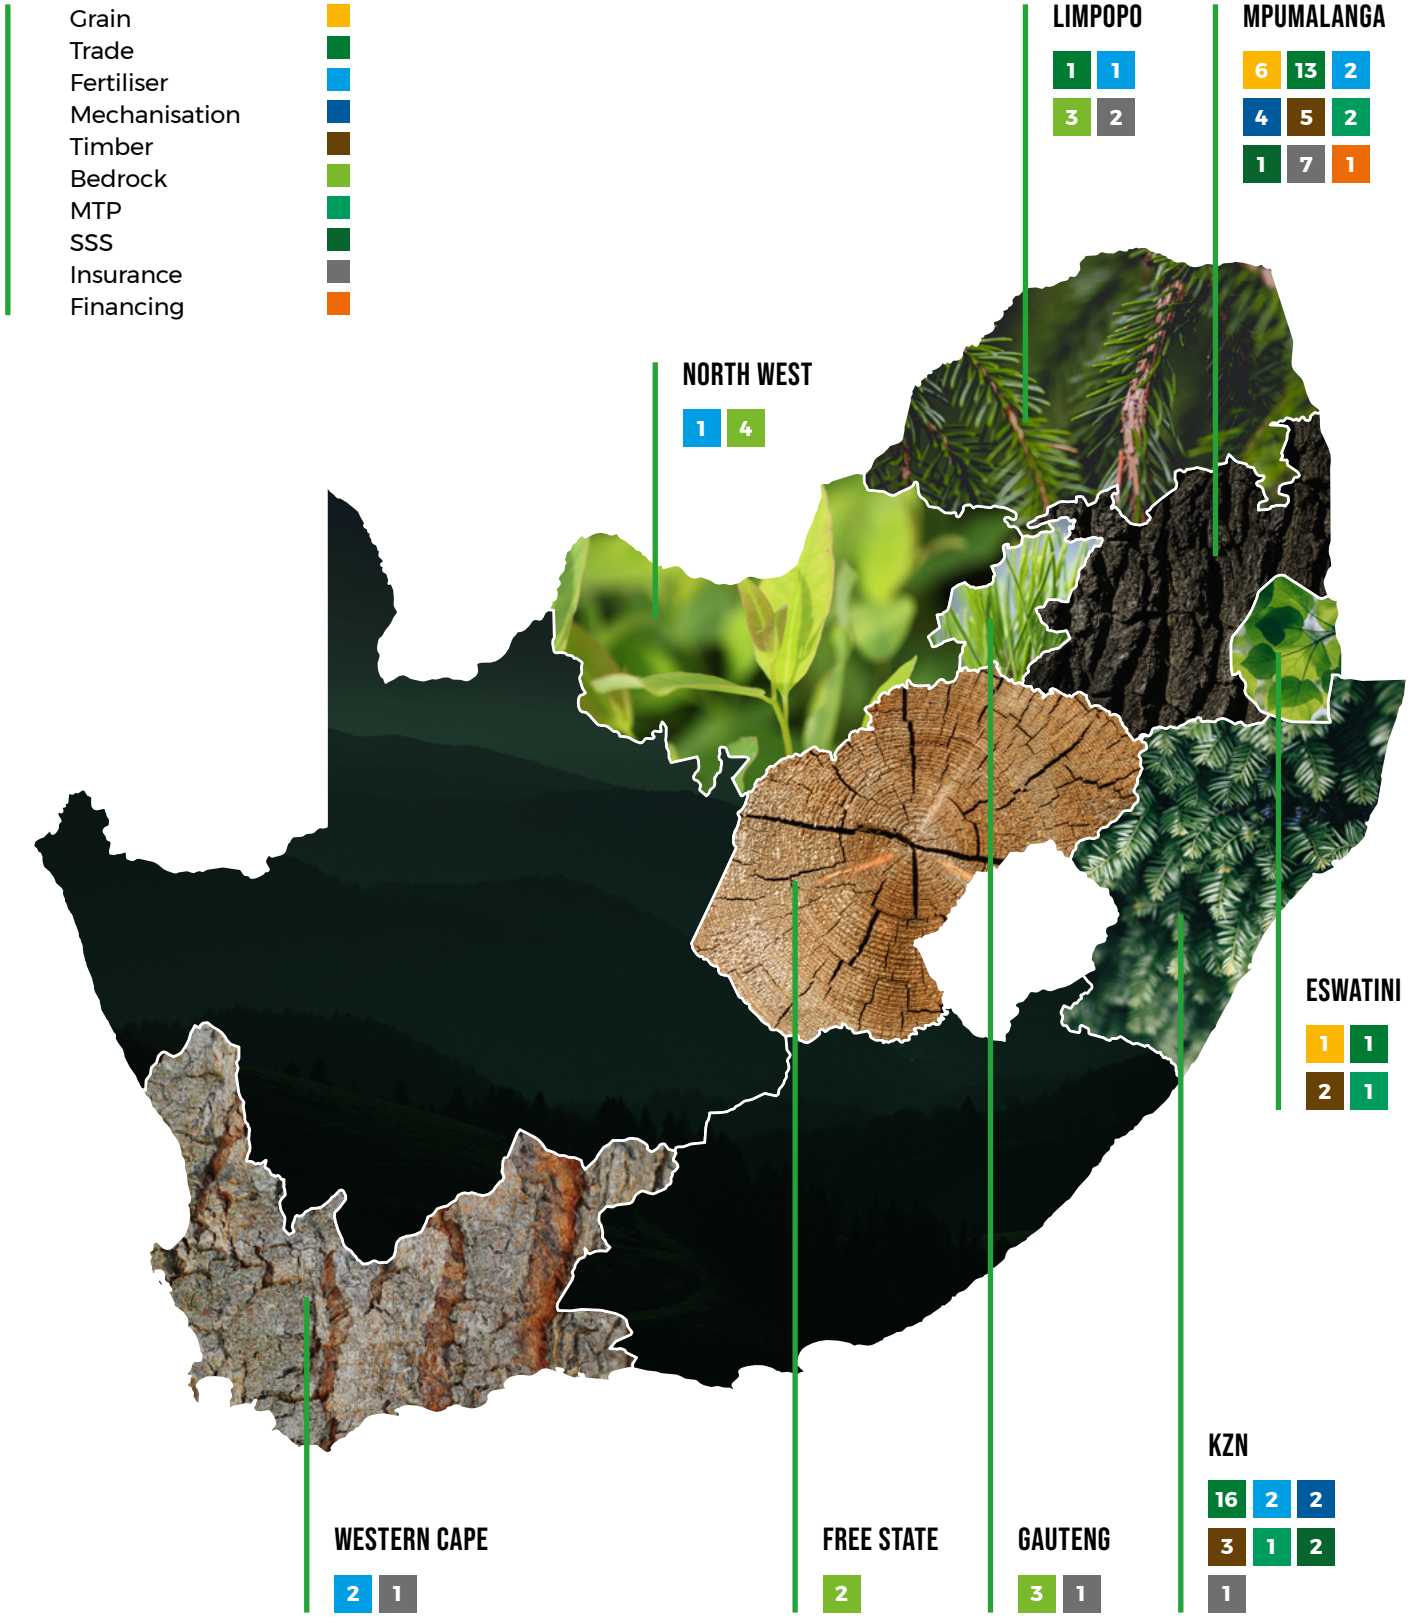 Grain
Trade
Fertiliser
Mechanisation
Timber
Bedrock
MTP
SSS
Insurance
Financing
LIMPOPO
1 1
3 2
MPUMALANGA
6 13 2
4 5 2
1 7 1
NORTH WEST
1 4
ESWATINI
1 1
2 1
KZN
16 2 2
3 1 2
1
WESTERN CAPE
2 1
FREE STATE
2
GAUTENG
3 1